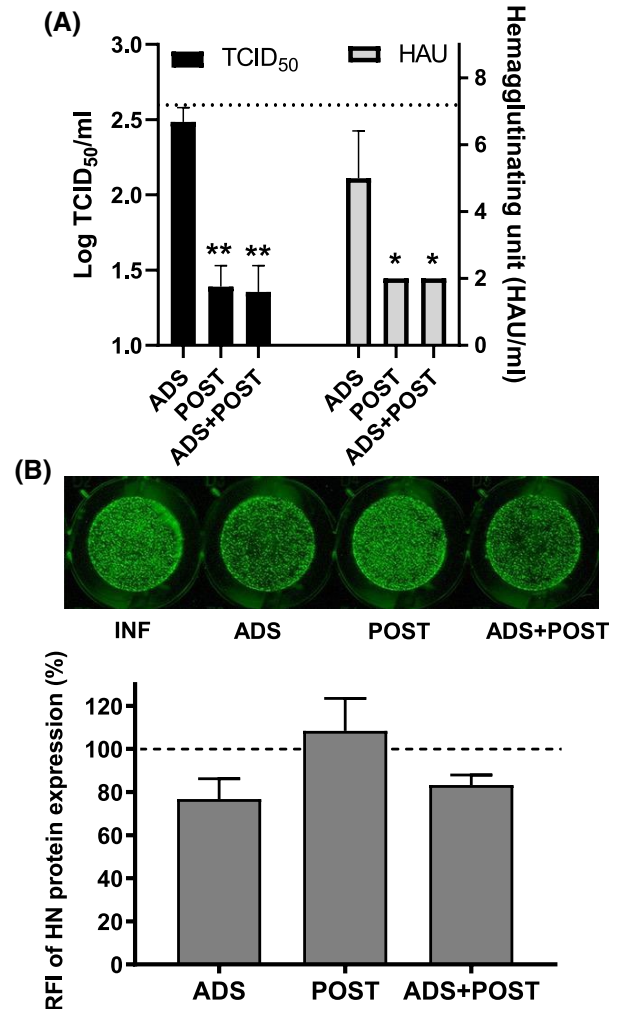 (A)
TCID50
HAU
3.0
2.5
2.0
1.5
1.0
Log TCID50/ml
8
6
4
2
0
Hemagglutinating unit (HAU/ml)
** **
* *
ADS
POST
ADS+POST
ADS
POST
ADS+POST
(B)
INF ADS POST ADS+POST
RFI of HN protein expression (%)
120
100
80
60
40
20
0
ADS POST ADS+POST